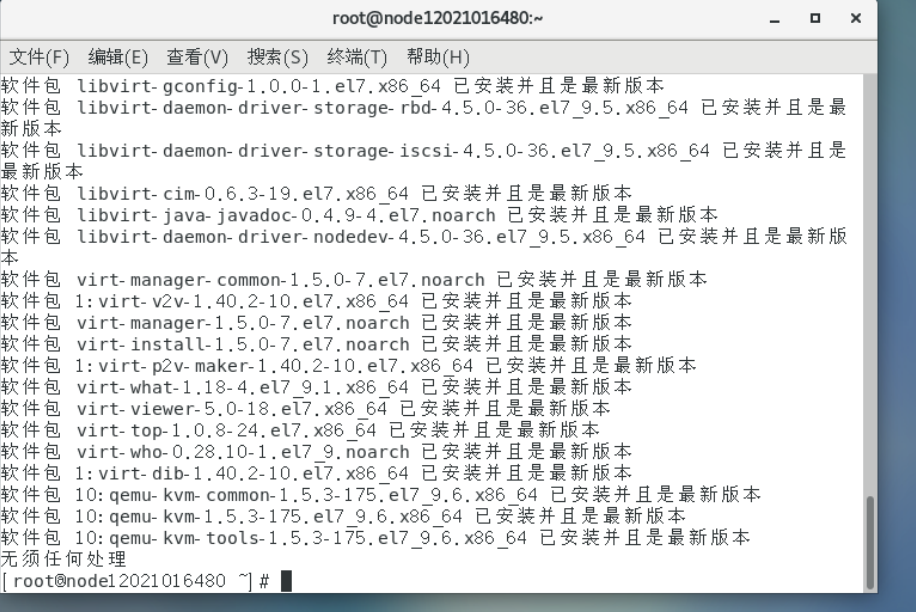 root@node12021016480:~
文件(F) 编辑(E) 查看(V) 搜索(S) 终端(T) 帮助(H)
软件包 libvirt-gconfig-1.0.0-1.el7.x86_64 已安装并且是最新版本
软件包 libvirt-daemon-driver-storage-rbd-4.5.0-36.el7_9.5.x86_64 已安装并且是最
新版本
软件包 libvirt-daemon-driver-storage-iscsi-4.5.0-36.el7_9.5.x86_64 已安装并且是
最新版本
软件包 libvirt-cim-0.6.3-19.el7.x86_64 已安装并且是最新版本
软件包 libvirt-java-javadoc-0.4.9-4.el7.noarch 已安装并且是最新版本
软件包 libvirt-daemon-driver-nodedev-4.5.0-36.el7_9.5.x86_64 已安装并且是最新版
本
软件包 virt-manager-common-1.5.0-7.el7.noarch 已安装并且是最新版本
软件包 1:virt-v2v-1.40.2-10.el7.x86_64 已安装并且是最新版本
软件包 virt-manager-1.5.0-7.el7.noarch 已安装并且是最新版本
软件包 virt-install-1.5.0-7.el7.noarch 已安装并且是最新版本
软件包 1:virt-p2v-maker-1.40.2-10.el7.x86_64 已安装并且是最新版本
软件包 virt-what-1.18-4.el7_9.1.x86_64 已安装并且是最新版本
软件包 virt-viewer-5.0-18.el7.x86_64 已安装并且是最新版本
软件包 virt-top-1.0.8-24.el7.x86_64 已安装并且是最新版本
软件包 virt-who-0.28.10-1.el7_9.noarch 已安装并且是最新版本
软件包 1:virt-dib-1.40.2-10.el7.x86_64 已安装并且是最新版本
软件包 10:qemu-kvm-common-1.5.3-175.el7_9.6.x86_64 已安装并且是最新版本
软件包 10:qemu-kvm-1.5.3-175.el7_9.6.x86_64 已安装并且是最新版本
软件包 10:qemu-kvm-tools-1.5.3-175.el7_9.6.x86_64 已安装并且是最新版本
无须任何处理
[root@node12021016480 ~]#